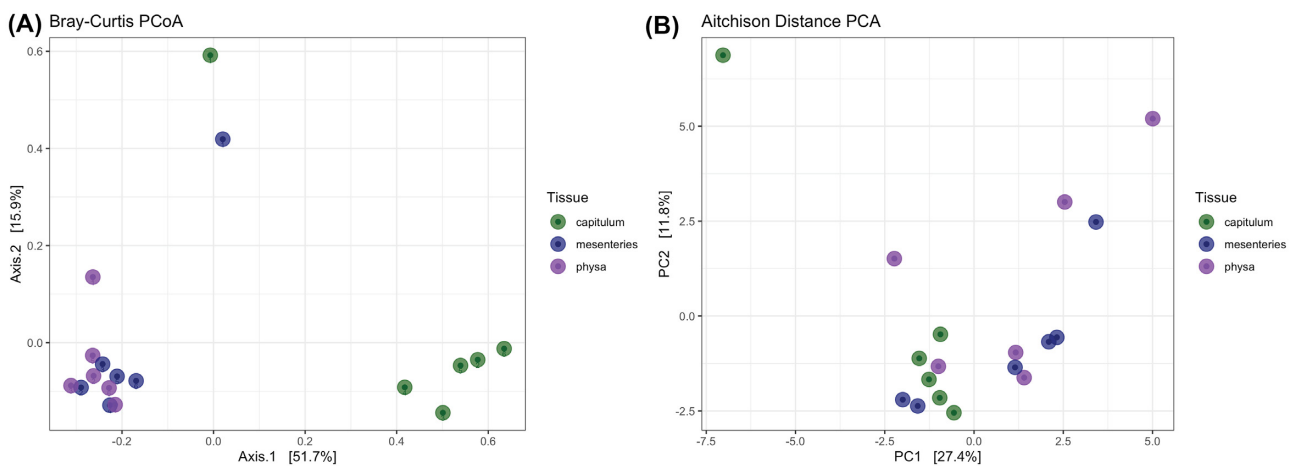 (A) Bray-Curtis PCoA
0.6
0.4
0.2
0.0
Axis.2 [15.9%]
-0.2 0.0 0.2 0.4 0.6
Axis.1 [51.7%]
Tissue
capitulum
mesenteries
physa
(B) Aitchison Distance PCA
5.0
2.5
0.0
-2.5
PC2 [11.8%]
-7.5 -5.0 -2.5 0.0 2.5 5.0
PC1 [27.4%]
Tissue
capitulum
mesenteries
physa